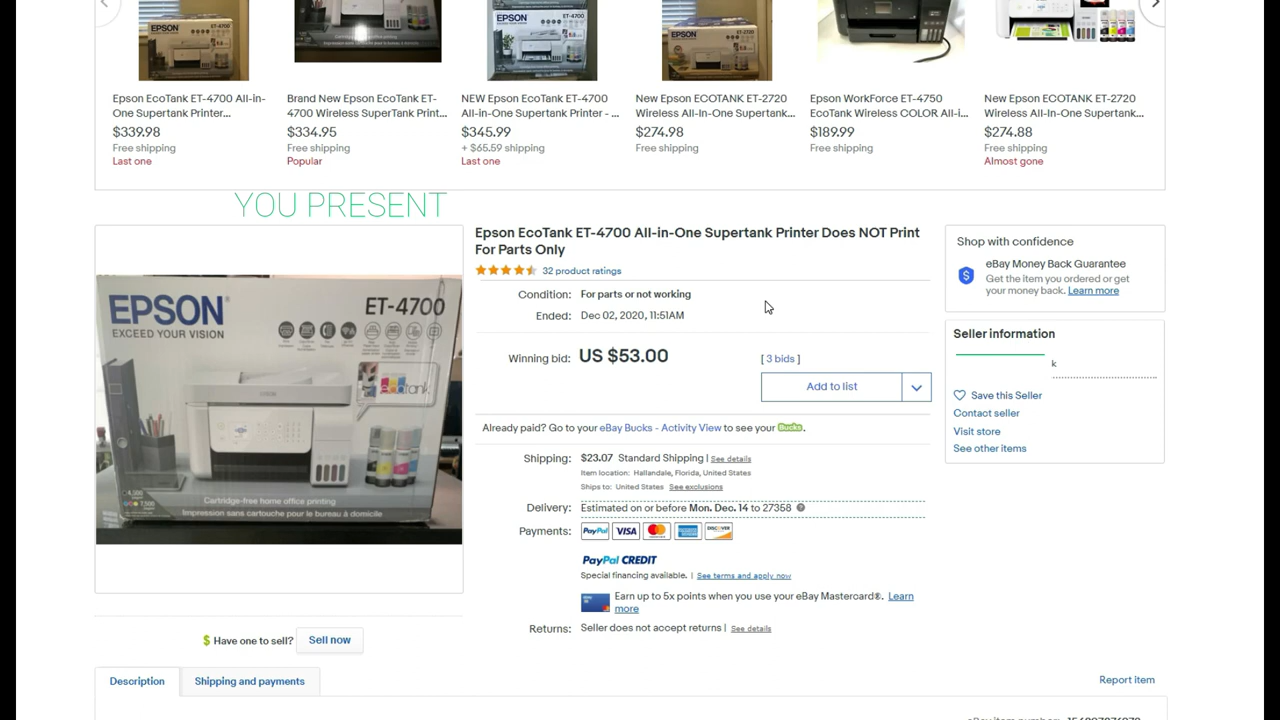 EPSON ET-4700
EPSON ET-4700
Epson EcoTank ET-4700 All-in-
One Supertank Printer...
$339.98
Free shipping
Last one
Brand New Epson EcoTank ET-
4700 Wireless SuperTank Print...
$334.95
Free shipping
Popular
NEW Epson EcoTank ET-4700
All-in-One Supertank Printer - ...
$345.99
+ $65.59 shipping
Last one
New Epson ECOTANK ET-2720
Wireless All-In-One Supertank...
$274.98
Free shipping
Epson WorkForce ET-4750
EcoTank Wireless COLOR All-i...
$189.99
Free shipping
New Epson ECOTANK ET-2720
Wireless All-In-One Supertank...
$274.88
Free shipping
Almost gone
YOU PRESENT
EPSON
EXCEED YOUR VISION
ET-4700
ecotank
Cartridge-free home office printing
Impression sans cartouche pour le bureau à domicile
Epson EcoTank ET-4700 All-in-One Supertank Printer Does NOT Print
For Parts Only
32 product ratings
Condition: For parts or not working
Ended: Dec 02, 2020, 11:51AM
Winning bid: US $53.00 [ 3 bids ]
Add to list
Already paid? Go to your eBay Bucks - Activity View to see your Bucks.
Shipping: $23.07 Standard Shipping | See details
Item location: Hallandale, Florida, United States
Ships to: United States See exclusions
Delivery: Estimated on or before Mon. Dec. 14 to 27358
Payments: PayPal VISA MasterCard DISCOVER
PayPal CREDIT
Special financing available. | See terms and apply now
Earn up to 5x points when you use your eBay Mastercard®. Learn
more
Returns: Seller does not accept returns | See details
Shop with confidence
eBay Money Back Guarantee
Get the item you ordered or get
your money back. Learn more
Seller information
k
Save this Seller
Contact seller
Visit store
See other items
$ Have one to sell? Sell now
Description Shipping and payments
Report item